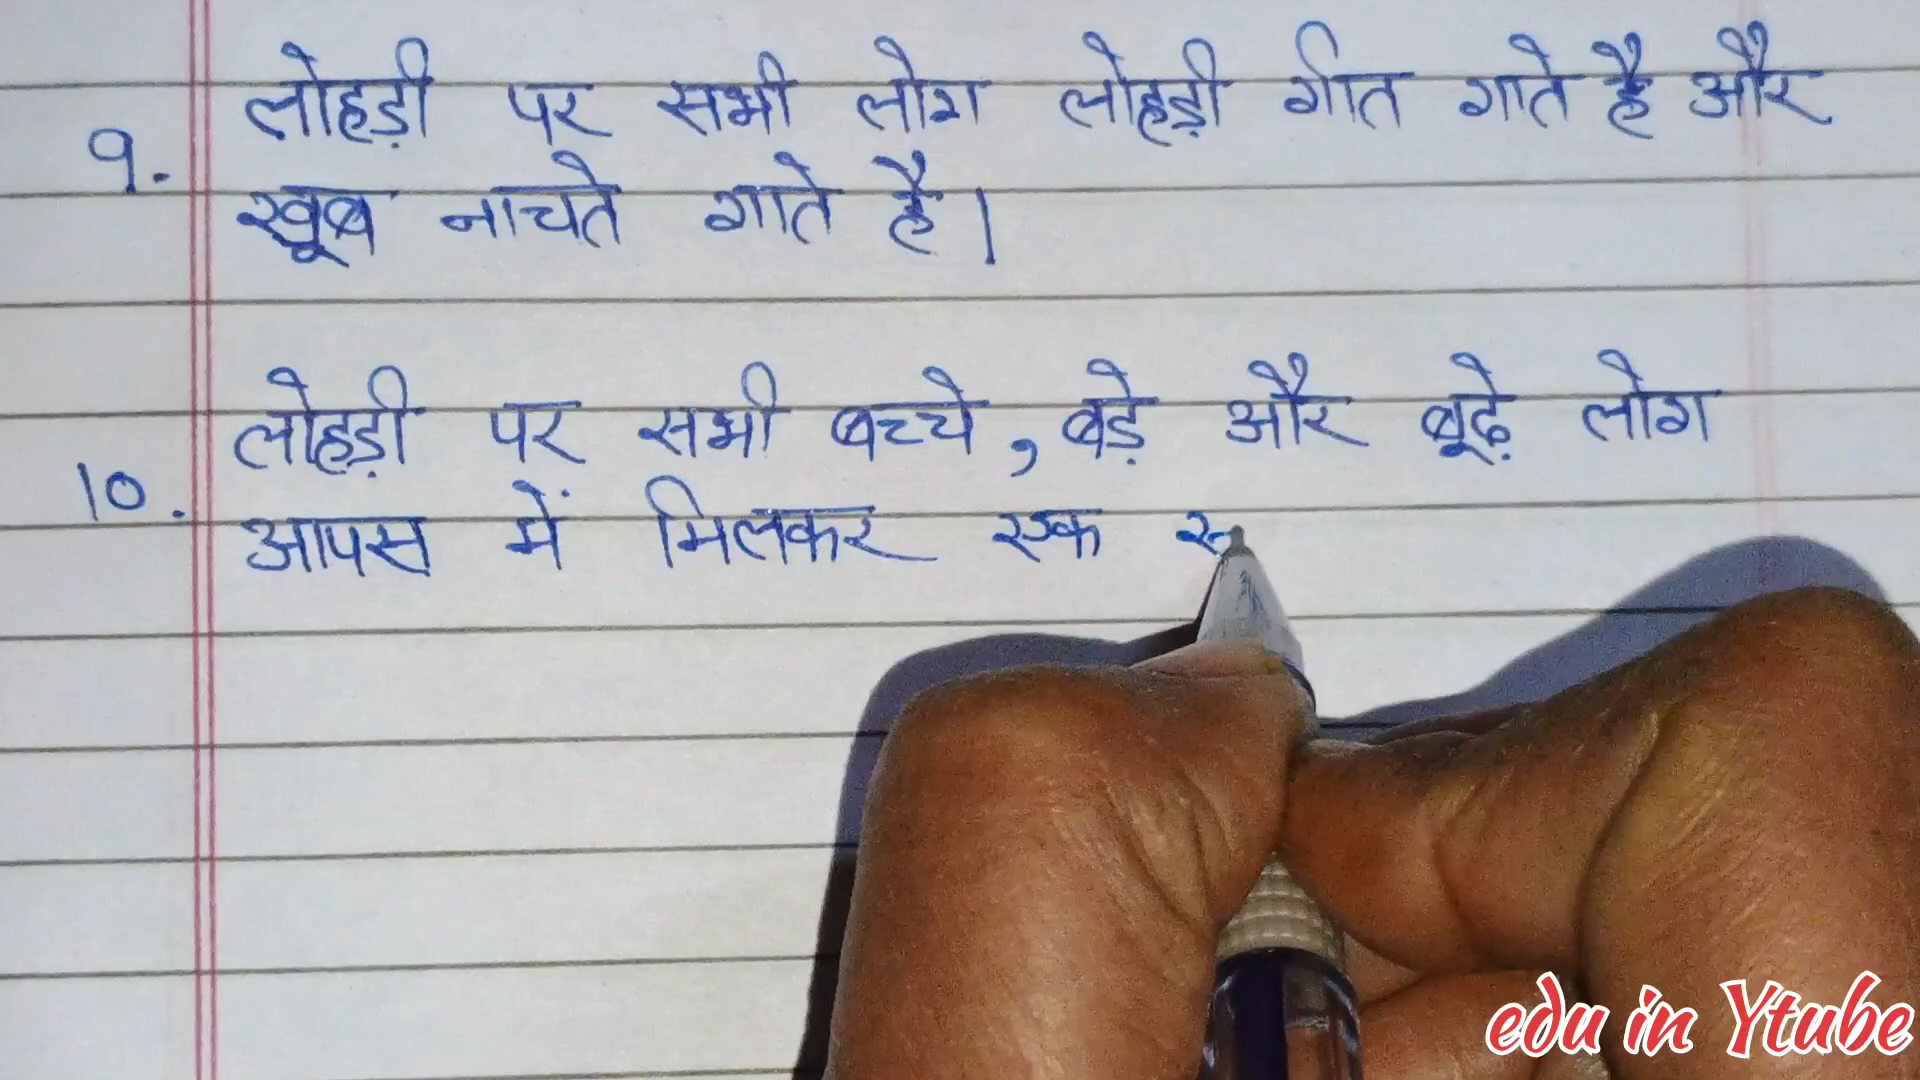 लोहड़ी पर सभी लोग लोहड़ी गीत गाते है और
9.
खूब नाचते गाते है।
लोहड़ी पर सभी बच्चे, बड़े और बूढ़े लोग
10.
आपस में मिलकर एक
edu in Ytube